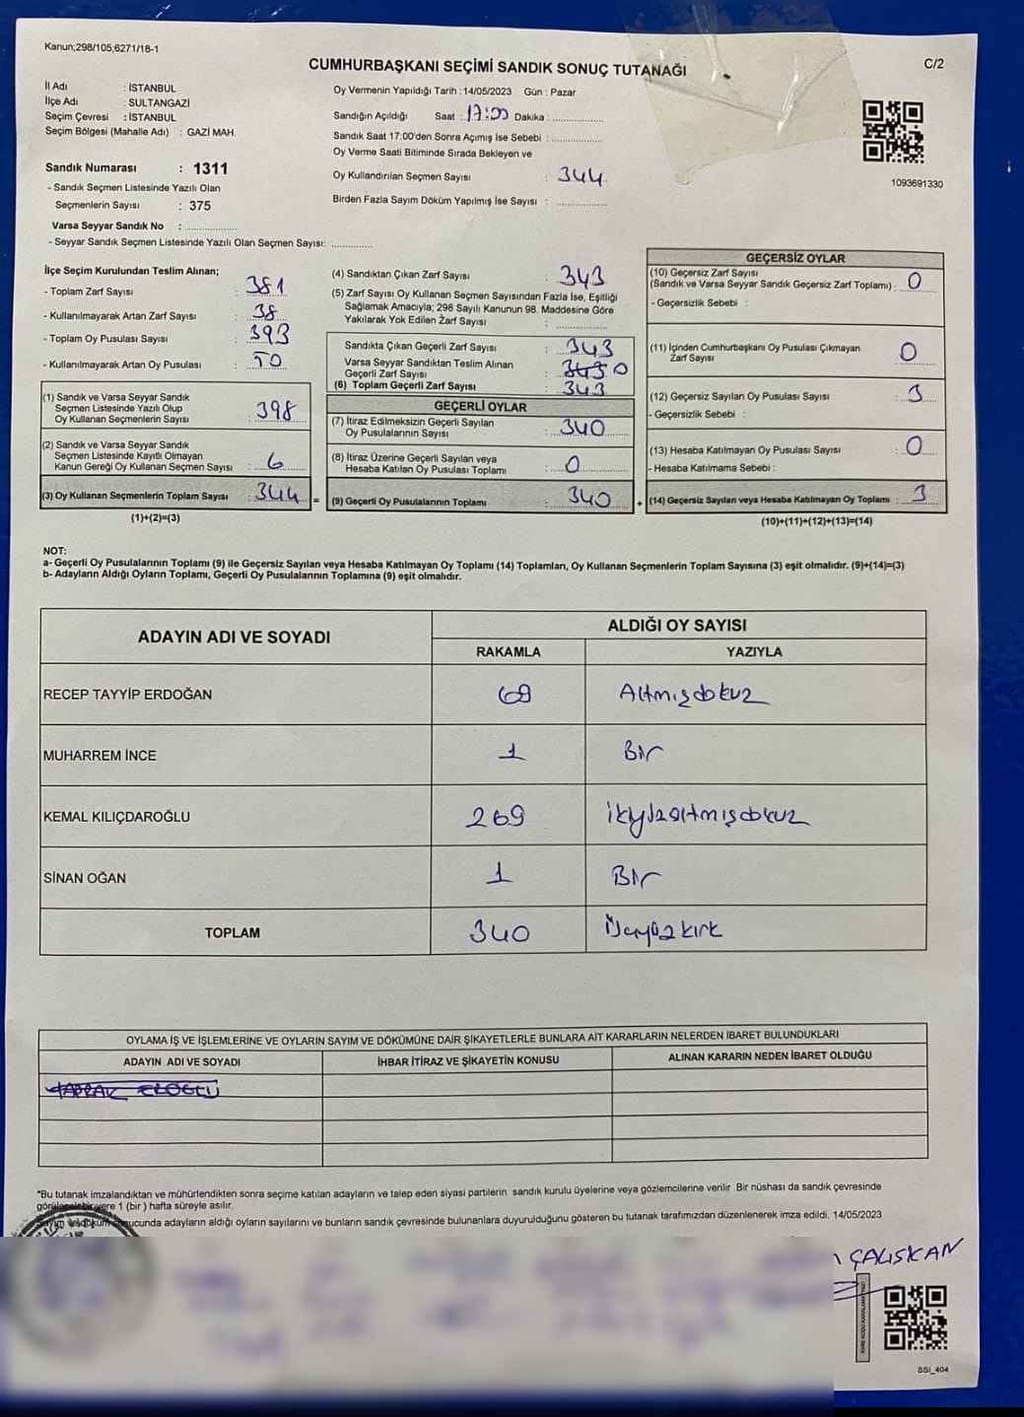 Kanun;298/105;6271/18-1
CUMHURBAŞKANI SEÇİMİ SANDIK SONUÇ TUTANAĞI
C/2
İl Adı : İSTANBUL
İlçe Adı : SULTANGAZİ
Seçim Çevresi : İSTANBUL
Seçim Bölgesi (Mahalle Adı) : GAZİ MAH.
Sandık Numarası : 1311
- Sandık Seçmen Listesinde Yazılı Olan
Seçmenlerin Sayısı : 375
Varsa Seyyar Sandık No :
- Seyyar Sandık Seçmen Listesinde Yazılı Olan Seçmen Sayısı:
Oy Vermenin Yapıldığı Tarih : 14/05/2023 Gün : Pazar
Sandığın Açıldığı Saat : 17:00 Dakika :
Sandık Saat 17:00'den Sonra Açımış İse Sebebi :
Oy Verme Saati Bitiminde Sırada Bekleyen ve
Oy Kullandırılan Seçmen Sayısı : 344
Birden Fazla Sayım Döküm Yapılmış İse Sayısı :
1093691330
İlçe Seçim Kurulundan Teslim Alınan;
- Toplam Zarf Sayısı : 381
- Kullanılmayarak Artan Zarf Sayısı : 38
- Toplam Oy Pusulası Sayısı : 393
- Kullanılmayarak Artan Oy Pusulası : 50
(1) Sandık ve Varsa Seyyar Sandık
Seçmen Listesinde Yazılı Olup
Oy Kullanan Seçmenlerin Sayısı : 398
(2) Sandık ve Varsa Seyyar Sandık
Seçmen Listesinde Kayıtlı Olmayan
Kanun Gereği Oy Kullanan Seçmen Sayısı : 6
(3) Oy Kullanan Seçmenlerin Toplam Sayısı : 344 =
(1)+(2)=(3)
(4) Sandıktan Çıkan Zarf Sayısı : 343
(5) Zarf Sayısı Oy Kullanan Seçmen Sayısından Fazla İse, Eşitliği
Sağlamak Amacıyla; 298 Sayılı Kanunun 98. Maddesine Göre
Yakılarak Yok Edilen Zarf Sayısı :
Sandıkta Çıkan Geçerli Zarf Sayısı : 343
Varsa Seyyar Sandıktan Teslim Alınan
Geçerli Zarf Sayısı : 0
(6) Toplam Geçerli Zarf Sayısı : 343
GEÇERLİ OYLAR
(7) İtiraz Edilmeksizin Geçerli Sayılan
Oy Pusulalarının Sayısı : 340
(8) İtiraz Üzerine Geçerli Sayılan veya
Hesaba Katılan Oy Pusulası Toplamı : 0
(9) Geçerli Oy Pusulalarının Toplamı : 340 +
GEÇERSİZ OYLAR
(10) Geçersiz Zarf Sayısı
(Sandık ve Varsa Seyyar Sandık Geçersiz Zarf Toplamı) : 0
- Geçersizlik Sebebi :
(11) İçinden Cumhurbaşkanı Oy Pusulası Çıkmayan
Zarf Sayısı : 0
(12) Geçersiz Sayılan Oy Pusulası Sayısı : 3
- Geçersizlik Sebebi :
(13) Hesaba Katılmayan Oy Pusulası Sayısı : 0
- Hesaba Katılmama Sebebi :
(14) Geçersiz Sayılan veya Hesaba Katılmayan Oy Toplamı : 3
(10)+(11)+(12)+(13)=(14)
NOT:
a- Geçerli Oy Pusulalarının Toplamı (9) ile Geçersiz Sayılan veya Hesaba Katılmayan Oy Toplamı (14) Toplamları, Oy Kullanan Seçmenlerin Toplam Sayısına (3) eşit olmalıdır. (9)+(14)=(3)
b- Adayların Aldığı Oyların Toplamı, Geçerli Oy Pusulalarının Toplamına (9) eşit olmalıdır.
ADAYIN ADI VE SOYADI
ALDIĞI OY SAYISI
RAKAMLA YAZIYLA
RECEP TAYYİP ERDOĞAN 69 Altmışdokuz
MUHARREM İNCE 1 Bir
KEMAL KILIÇDAROĞLU 269 ikiyüzaltmışdokuz
SİNAN OĞAN 1 Bir
TOPLAM 340 Üçyüzkırk
OYLAMA İŞ VE İŞLEMLERİNE VE OYLARIN SAYIM VE DÖKÜMÜNE DAİR ŞİKAYETLERLE BUNLARA AİT KARARLARIN NELERDEN İBARET BULUNDUKLARI
ADAYIN ADI VE SOYADI İHBAR İTİRAZ VE ŞİKAYETİN KONUSU ALINAN KARARIN NEDEN İBARET OLDUĞU
*Bu tutanak imzalandıktan ve mühürlendikten sonra seçime katılan adayların ve talep eden siyasi partilerin sandık kurulu üyelerine veya gözlemcilerine verilir. Bir nüshası da sandık çevresinde
görülecek bir yere 1 (bir) hafta süreyle asılır.
Sayım ve döküm sonucunda adayların aldığı oyların sayılarını ve bunların sandık çevresinde bulunanlara duyurulduğunu gösteren bu tutanak tarafımızdan düzenlenerek imza edildi. 14/05/2023
ÇALISKAN
SSI_404